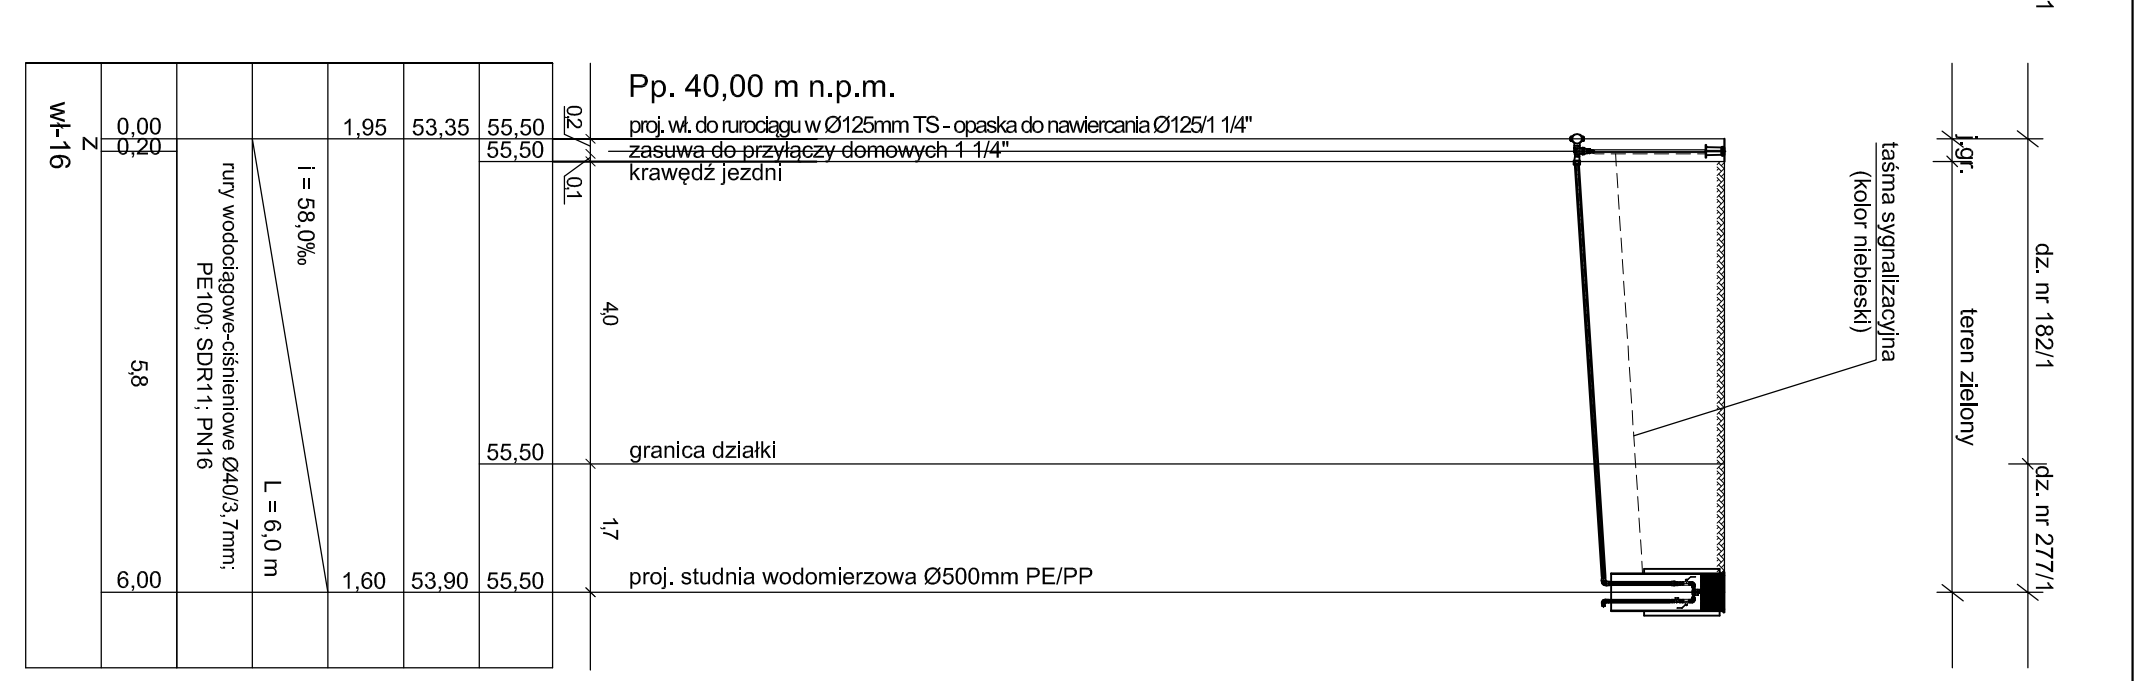 1
Pp. 40,00 m n.p.m.
proj. wł. do rurociągu w Ø125mm TS - opaska do nawiercania Ø125/1 1/4"
zasuwa do przyłączy domowych 1 1/4"
krawędź jezdni
granica działki
proj. studnia wodomierzowa Ø500mm PE/PP
wł-16
Z
0,00
0,20
5,8
6,00
rury wodociągowe-ciśnieniowe Ø40/3,7mm;
PE100; SDR11; PN16
i = 58,0‰
L = 6,0 m
1,95
1,60
53,35
53,90
55,50
55,50
55,50
55,50
0,2
0,1
4,0
1,7
taśma sygnalizacyjna
(kolor niebieski)
j.gr.
teren zielony
dz. nr 182/1
dz. nr 277/1